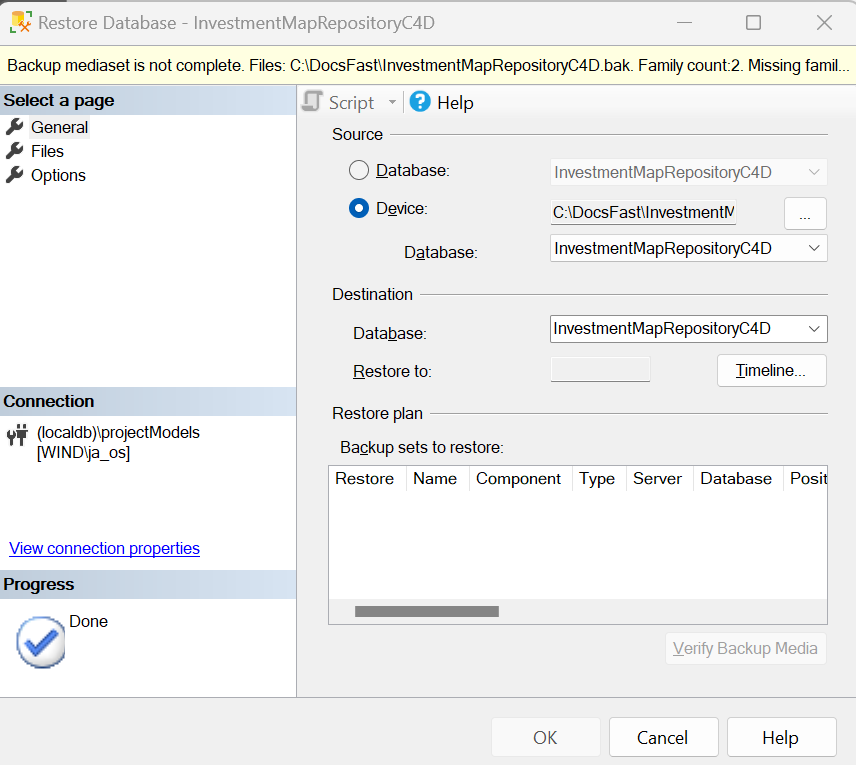 Restore Database - InvestmentMapRepositoryC4D
Backup mediaset is not complete. Files: C:\DocsFast\InvestmentMapRepositoryC4D.bak. Family count:2. Missing famil...
Select a page
General
Files
Options
Script
Help
Source
Database:
InvestmentMapRepositoryC4D
Device:
C:\DocsFast\InvestmentM
...
Database:
InvestmentMapRepositoryC4D
Destination
Database:
InvestmentMapRepositoryC4D
Restore to:
Timeline...
Restore plan
Backup sets to restore:
Restore Name Component Type Server Database Posit
Verify Backup Media
Connection
(localdb)\projectModels
[WIND\ja_os]
View connection properties
Progress
Done
OK
Cancel
Help